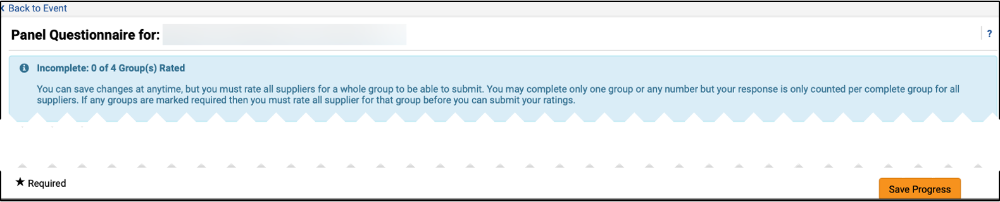 Back to Event
Panel Questionnaire for:
?
Incomplete: 0 of 4 Group(s) Rated
You can save changes at anytime, but you must rate all suppliers for a whole group to be able to submit. You may complete only one group or any number but your response is only counted per complete group for all
suppliers. If any groups are marked required then you must rate all supplier for that group before you can submit your ratings.
★ Required
Save Progress